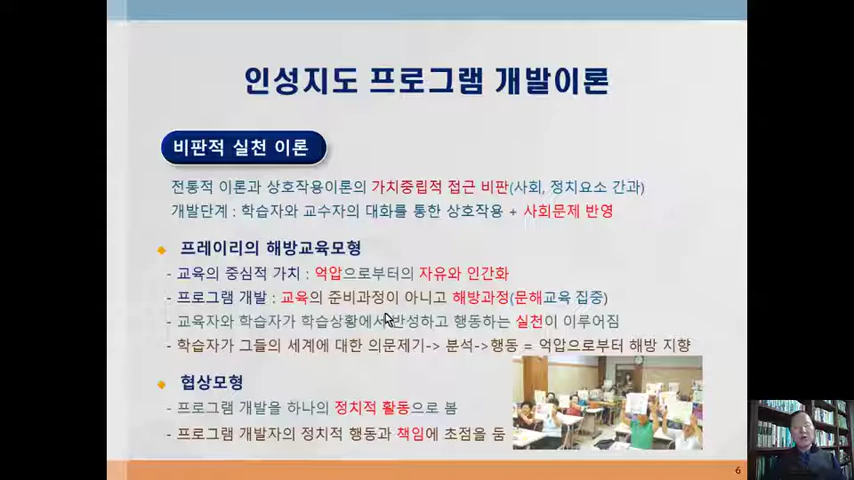 인성지도 프로그램 개발이론
비판적 실천 이론
전통적 이론과 상호작용이론의 가치중립적 접근 비판(사회, 정치요소 간과)
개발단계 : 학습자와 교수자의 대화를 통한 상호작용 + 사회문제 반영
프레이리의 해방교육모형
- 교육의 중심적 가치 : 억압으로부터의 자유와 인간화
- 프로그램 개발 : 교육의 준비과정이 아니고 해방과정(문해교육 집중)
- 교육자와 학습자가 학습상황에서 반성하고 행동하는 실천이 이루어짐
- 학습자가 그들의 세계에 대한 의문제기-> 분석->행동 = 억압으로부터 해방 지향
협상모형
- 프로그램 개발을 하나의 정치적 활동으로 봄
- 프로그램 개발자의 정치적 행동과 책임에 초점을 둠
6